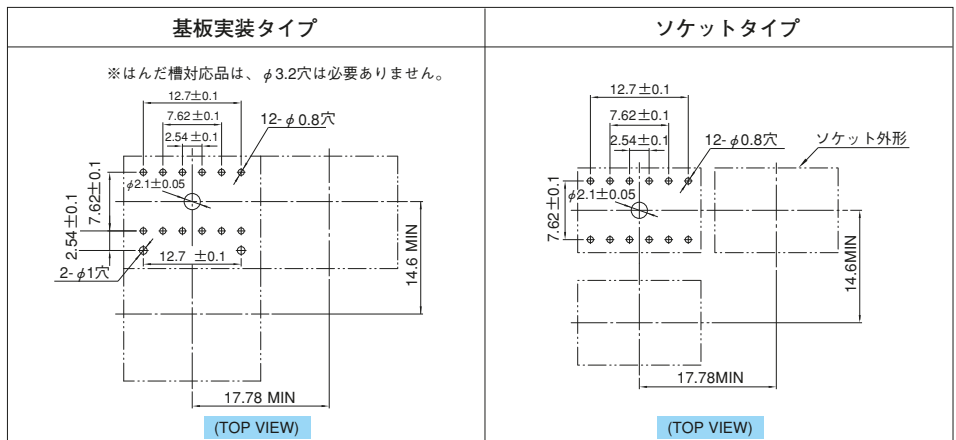 基板実装タイプ
※はんだ槽対応品は、φ3.2穴は必要ありません。
12.7±0.1
7.62±0.1
2.54±0.1
12-φ0.8穴
φ2.1±0.05
7.62±0.1
2.54±0.1
2-φ1穴
12.7 ±0.1
14.6 MIN
17.78 MIN
(TOP VIEW)
ソケットタイプ
12.7±0.1
7.62±0.1
2.54±0.1
12-φ0.8穴
ソケット外形
φ2.1±0.05
7.62±0.1
14.6MIN
17.78MIN
(TOP VIEW)